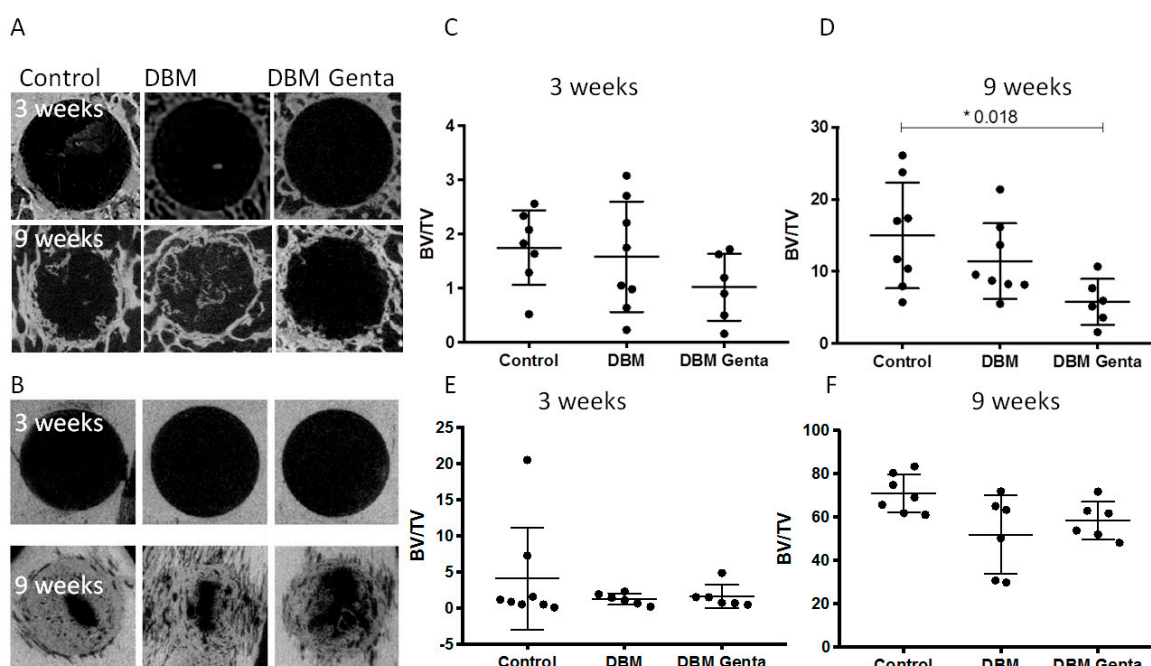 A
Control DBM DBM Genta
3 weeks
9 weeks
B
3 weeks
9 weeks
C
3 weeks
BV/TV
4
3
2
1
0
Control DBM DBM Genta
D
9 weeks
* 0.018
BV/TV
30
20
10
0
Control DBM DBM Genta
E
3 weeks
BV/TV
25
20
15
10
5
0
-5
Control DBM DBM Genta
F
9 weeks
BV/TV
100
80
60
40
20
0
Control DBM DBM Genta